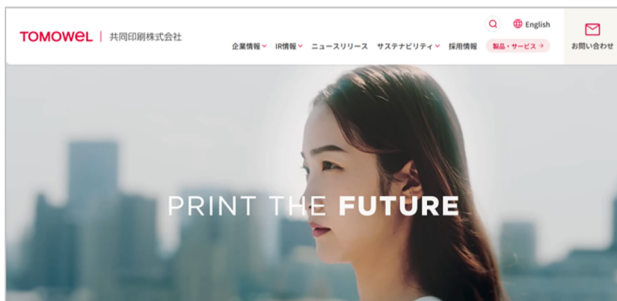 TOMOWEL 共同印刷株式会社
English
企業情報 IR情報 ニュースリリース サステナビリティ 採用情報 製品・サービス お問い合わせ
PRINT THE FUTURE